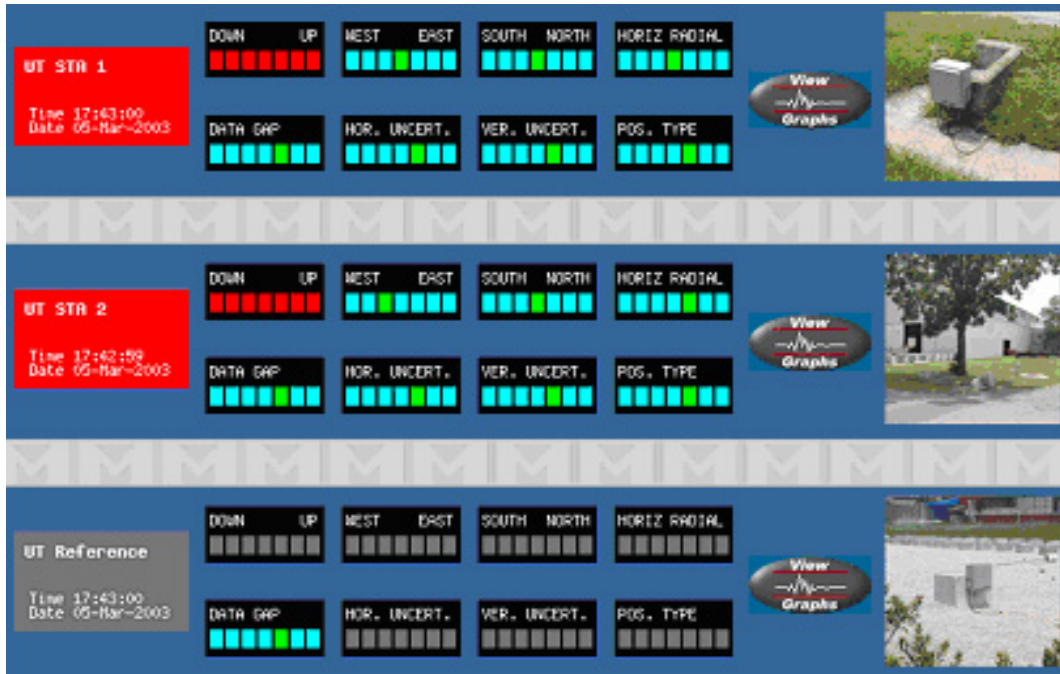 DOWN UP WEST EAST SOUTH NORTH HORIZ RADIAL
UT STA 1
Time 17:43:00
Date 05-Mar-2003
DATA GAP HOR. UNCERT. VER. UNCERT. POS. TYPE
View
Graphs
DOWN UP WEST EAST SOUTH NORTH HORIZ RADIAL
UT STA 2
Time 17:42:59
Date 05-Mar-2003
DATA GAP HOR. UNCERT. VER. UNCERT. POS. TYPE
View
Graphs
DOWN UP WEST EAST SOUTH NORTH HORIZ RADIAL
UT Reference
Time 17:43:00
Date 05-Mar-2003
DATA GAP HOR. UNCERT. VER. UNCERT. POS. TYPE
View
Graphs